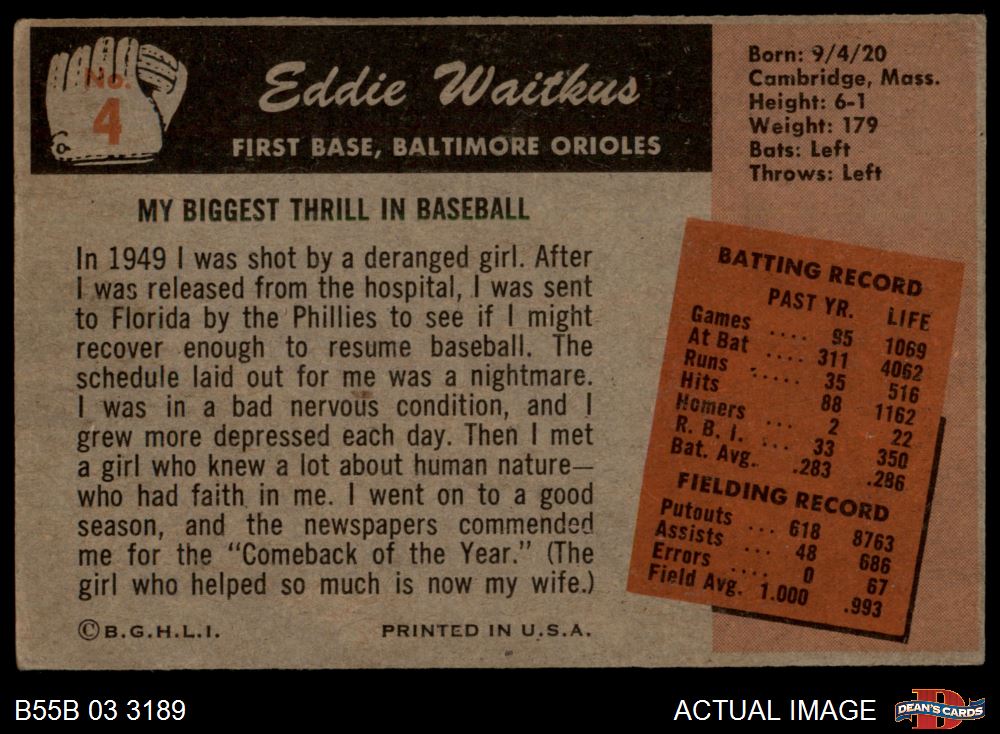 No.
4
Eddie Waitkus
FIRST BASE, BALTIMORE ORIOLES
Born: 9/4/20
Cambridge, Mass.
Height: 6-1
Weight: 179
Bats: Left
Throws: Left
MY BIGGEST THRILL IN BASEBALL
In 1949 I was shot by a deranged girl. After
I was released from the hospital, I was sent
to Florida by the Phillies to see if I might
recover enough to resume baseball. The
schedule laid out for me was a nightmare.
I was in a bad nervous condition, and I
grew more depressed each day. Then I met
a girl who knew a lot about human nature—
who had faith in me. I went on to a good
season, and the newspapers commended
me for the “Comeback of the Year.” (The
girl who helped so much is now my wife.)
©B.G.H.L.I. PRINTED IN U.S.A.
BATTING RECORD
PAST YR. LIFE
Games .... 95 1069
At Bat .... 311 4062
Runs ..... 35 516
Hits 88 1162
Homers ... 2 22
R. B. I. ... 33 350
Bat. Avg. .283 .286
FIELDING RECORD
Putouts ... 618 8763
Assists ... 48 686
Errors .... 0 67
Field Avg. 1.000 .993
B55B 03 3189
ACTUAL IMAGE
DEAN'S CARDS